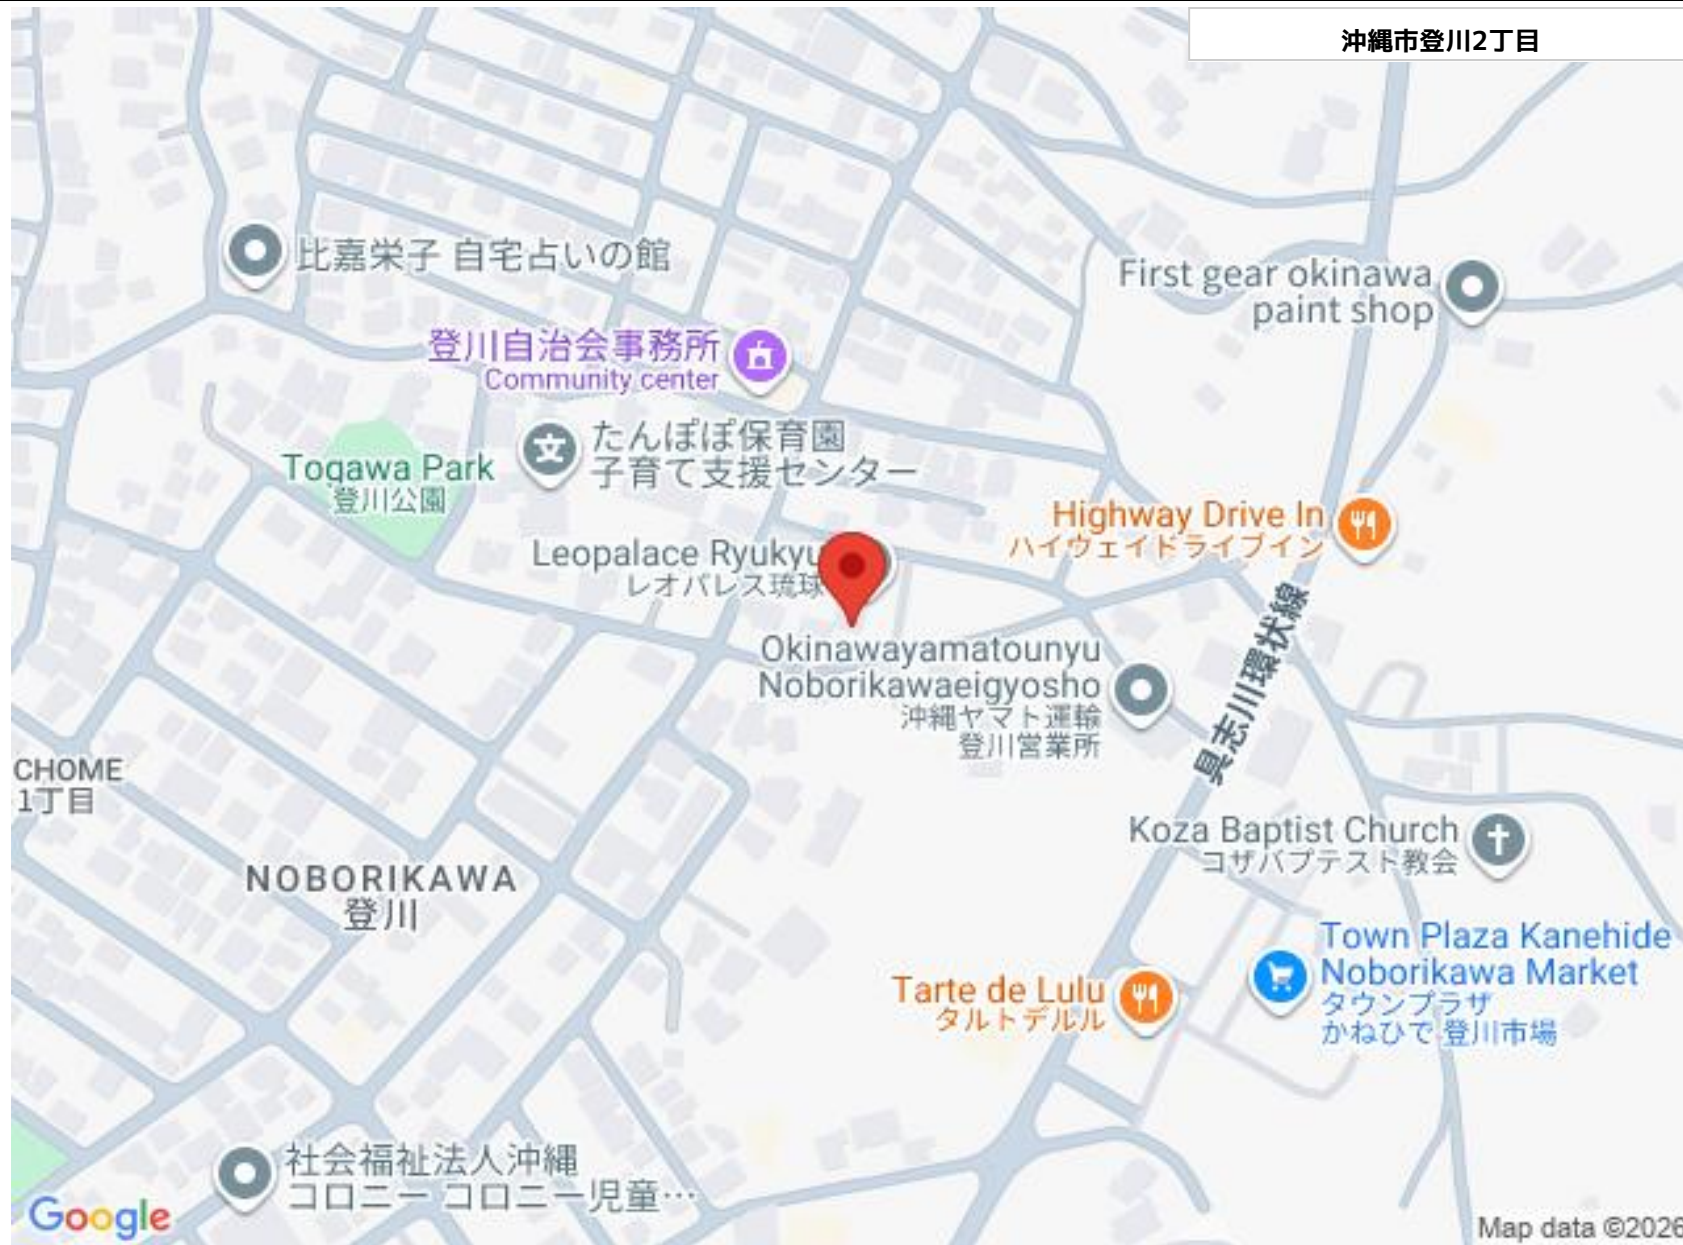 沖縄市登川2丁目
比嘉栄子 自宅占いの館
First gear okinawa
paint shop
登川自治会事務所
Community center
たんぽぽ保育園
子育て支援センター
Togawa Park
登川公園
Highway Drive In
ハイウェイドライブイン
Leopalace Ryukyu
レオパレス琉球
Okinawayamatounyu
Noborikawaeigyosho
沖縄ヤマト運輸
登川営業所
具志川環状線
CHOME
1丁目
Koza Baptist Church
コザバプテスト教会
NOBORIKAWA
登川
Town Plaza Kanehide
Noborikawa Market
タウンプラザ
かねひで 登川市場
Tarte de Lulu
タルトデルル
社会福祉法人沖縄
コロニー コロニー児童…
Google
Map data ©2026